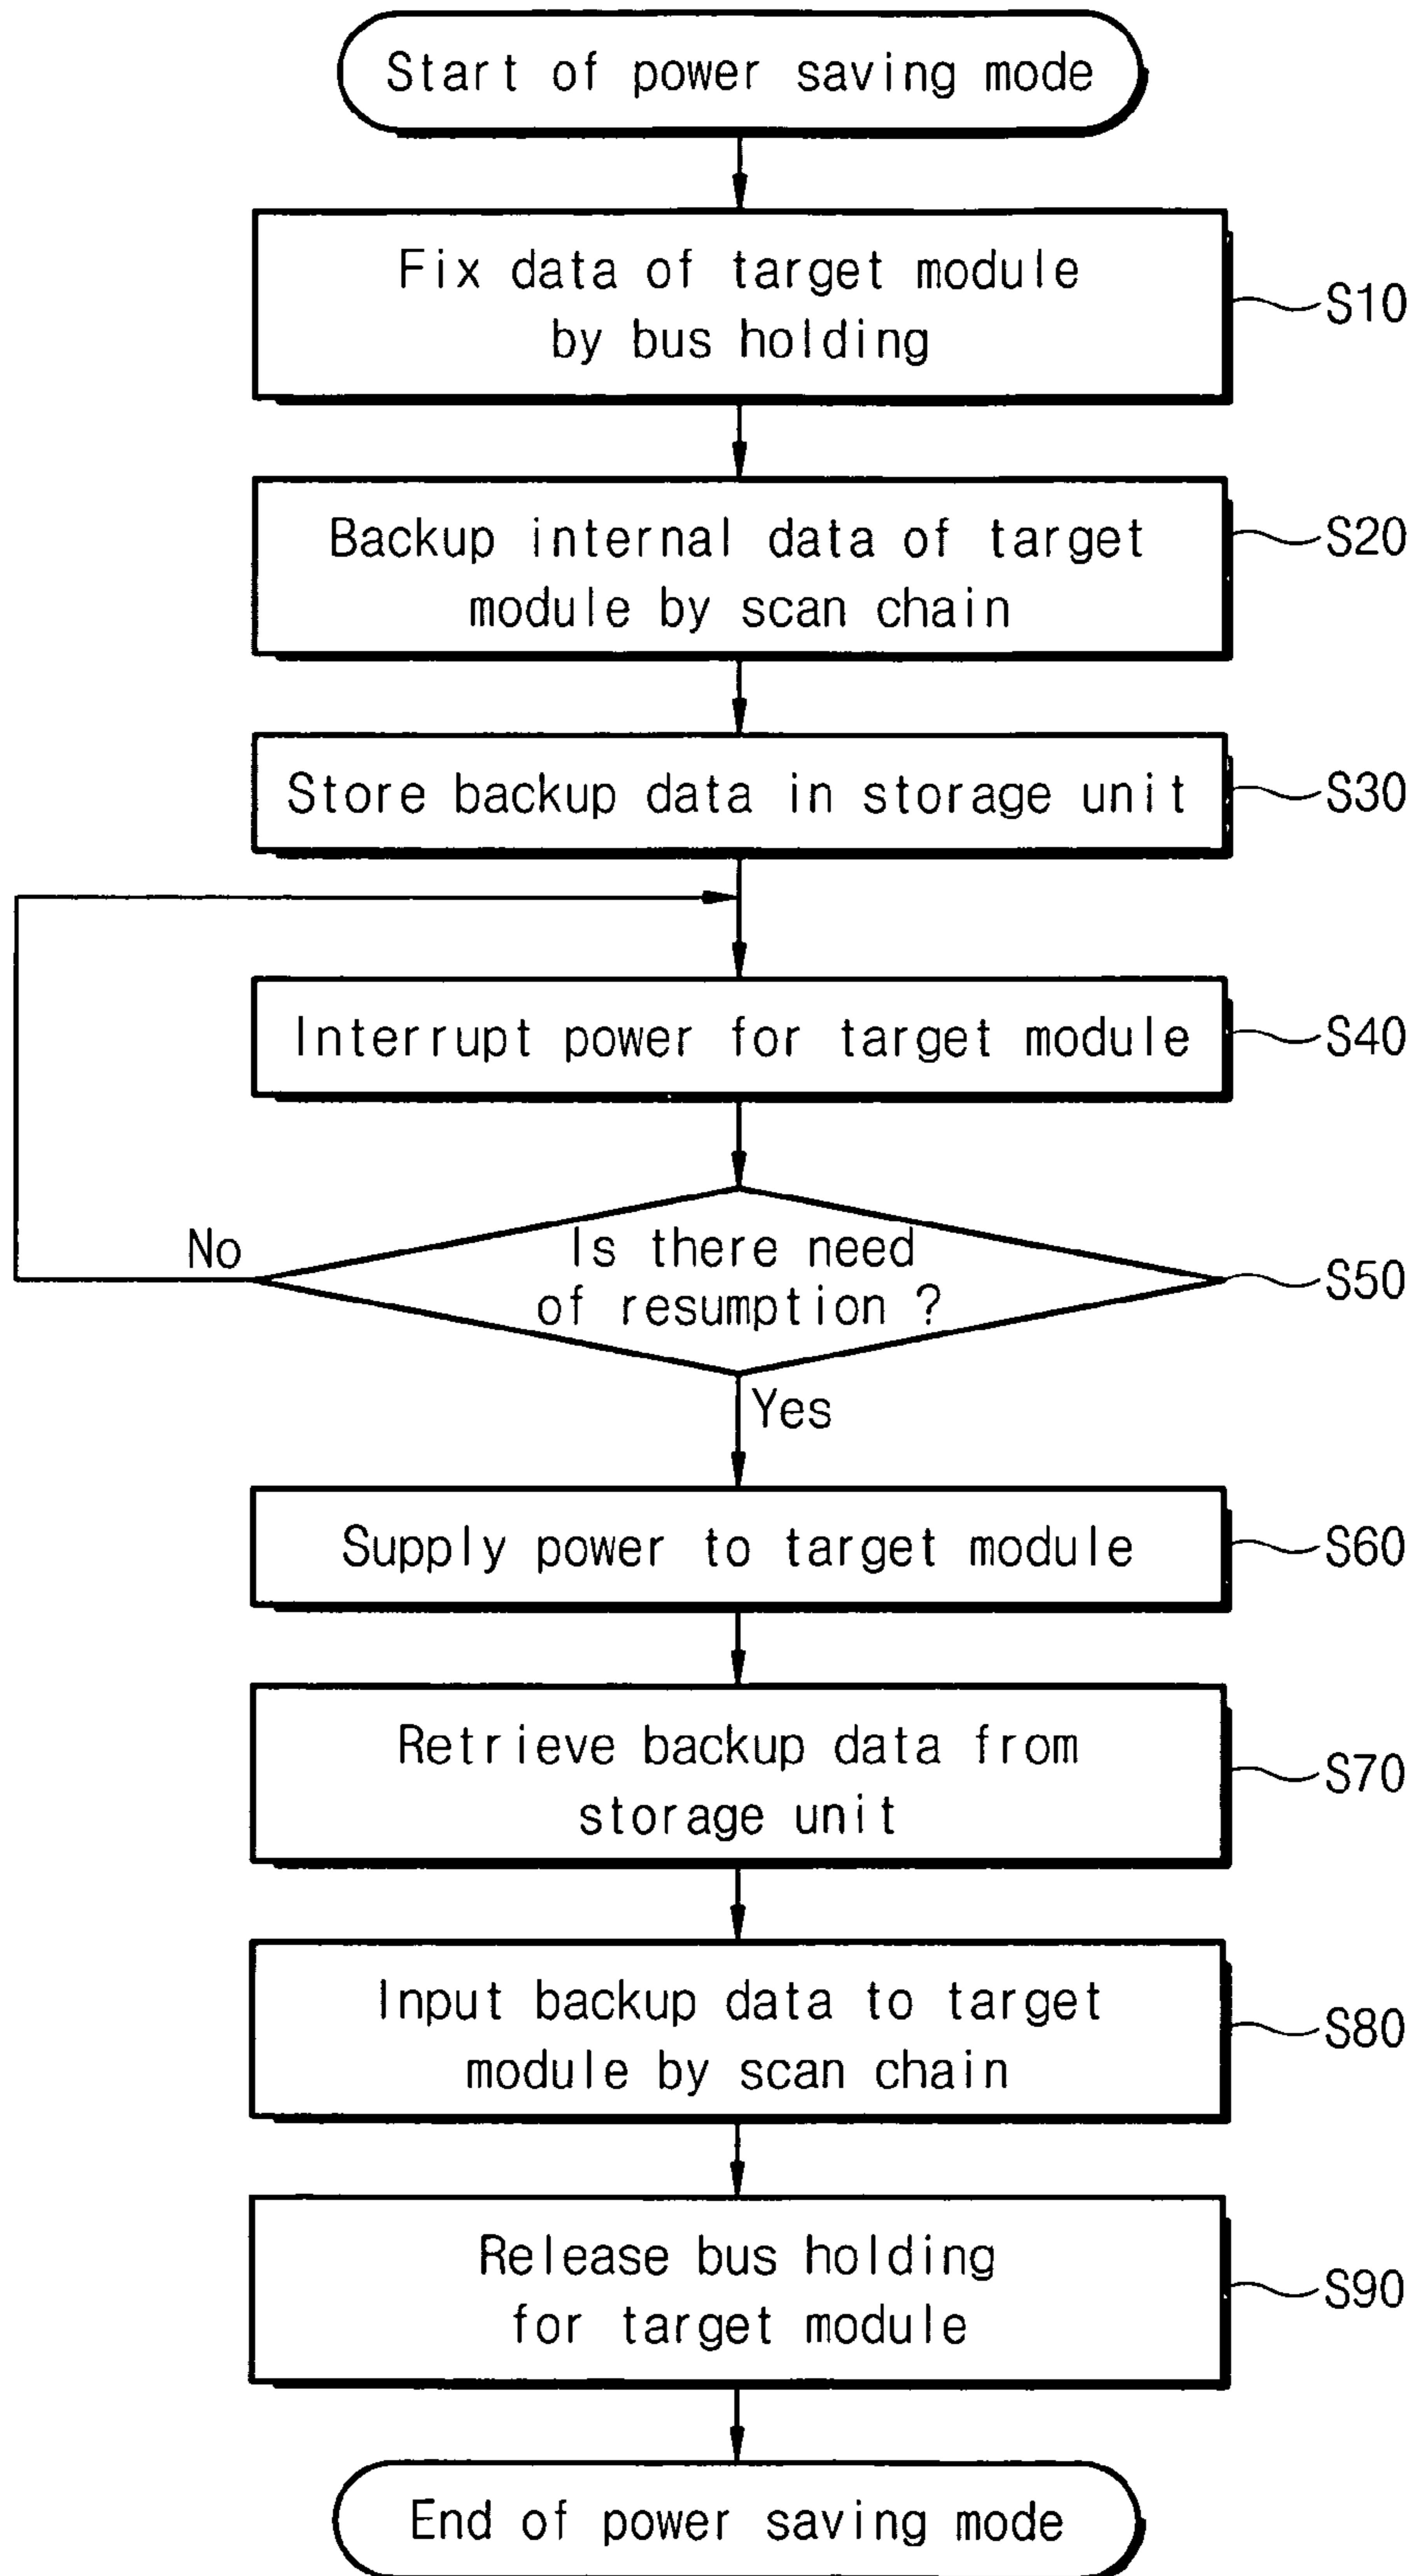 Start of power saving mode
Fix data of target module
by bus holding
S10
Backup internal data of target
module by scan chain
S20
Store backup data in storage unit
S30
Interrupt power for target module
S40
No
Is there need
of resumption ?
S50
Yes
Supply power to target module
S60
Retrieve backup data from
storage unit
S70
Input backup data to target
module by scan chain
S80
Release bus holding
for target module
S90
End of power saving mode